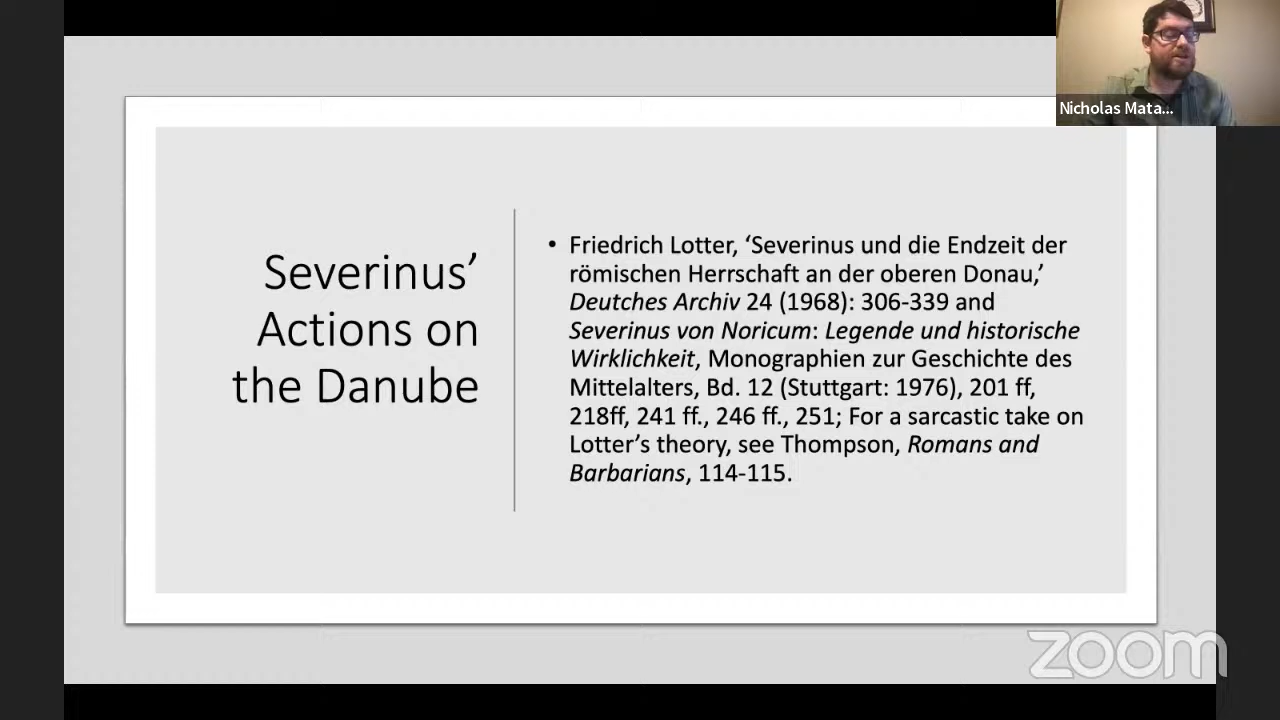 Nicholas Mata...
Severinus’
Actions on
the Danube
• Friedrich Lotter, ‘Severinus und die Endzeit der
römischen Herrschaft an der oberen Donau,’
Deutches Archiv 24 (1968): 306-339 and
Severinus von Noricum: Legende und historische
Wirklichkeit, Monographien zur Geschichte des
Mittelalters, Bd. 12 (Stuttgart: 1976), 201 ff,
218ff, 241 ff., 246 ff., 251; For a sarcastic take on
Lotter’s theory, see Thompson, Romans and
Barbarians, 114-115.
zoom